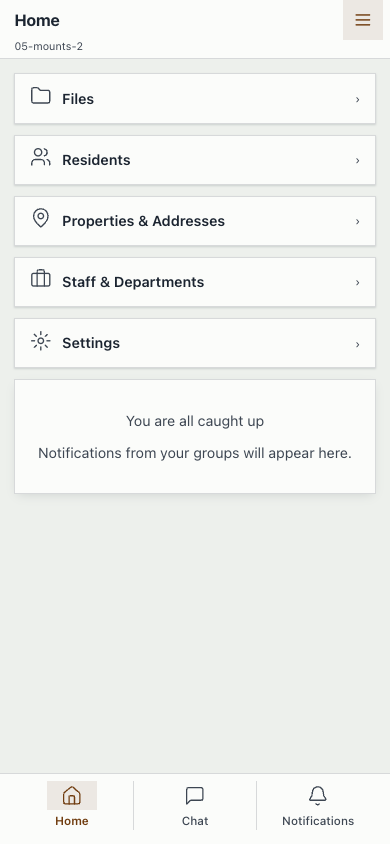 Home
05-mounts-2
Files
Residents
Properties & Addresses
Staff & Departments
Settings
You are all caught up
Notifications from your groups will appear here.
Home
Chat
Notifications